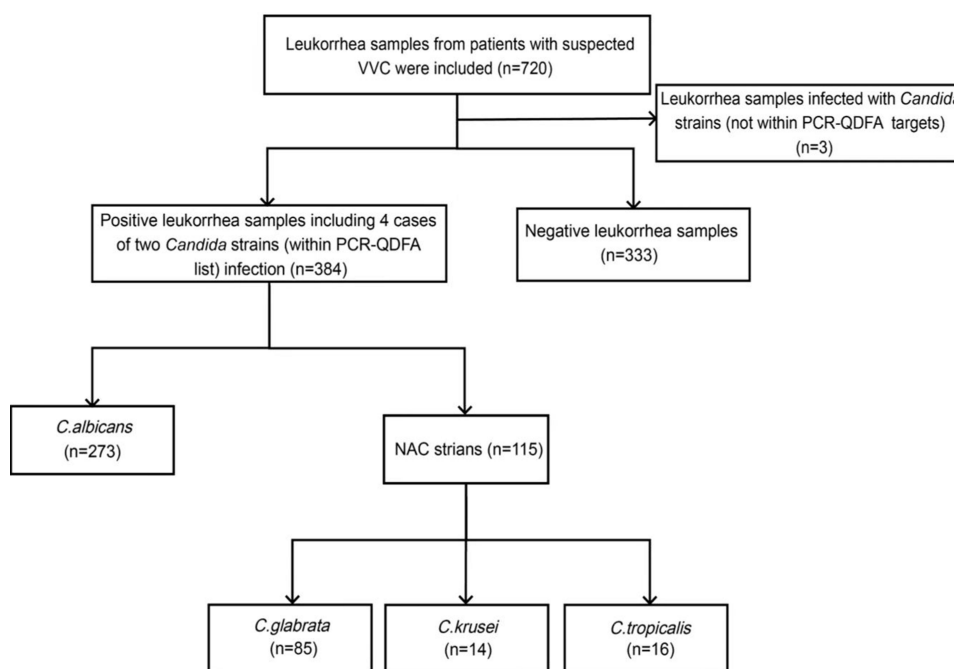 Leukorrhea samples from patients with suspected
VVC were included (n=720)
Leukorrhea samples infected with Candida
strains (not within PCR-QDFA targets)
(n=3)
Positive leukorrhea samples including 4 cases
of two Candida strains (within PCR-QDFA
list) infection (n=384)
Negative leukorrhea samples
(n=333)
C.albicans
(n=273)
NAC strians (n=115)
C.glabrata
(n=85)
C.krusei
(n=14)
C.tropicalis
(n=16)